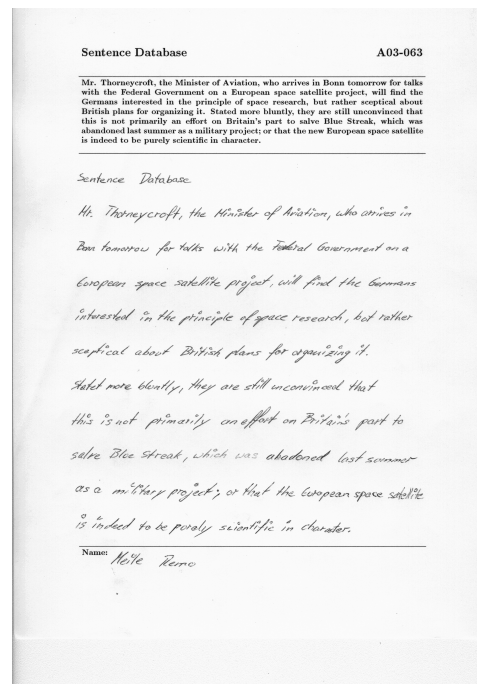 Sentence Database A03-063
Mr. Thorneycroft, the Minister of Aviation, who arrives in Bonn tomorrow for talks
with the Federal Government on a European space satellite project, will find the
Germans interested in the principle of space research, but rather sceptical about
British plans for organizing it. Stated more bluntly, they are still unconvinced that
this is not primarily an effort on Britain's part to salve Blue Streak, which was
abandoned last summer as a military project; or that the new European space satellite
is indeed to be purely scientific in character.
Sentence Database
Mr. Thorneycroft, the Minister of Aviation, who arrives in
Bonn tomorrow for talks with the Federal Government on a
European space satellite project, will find the Germans
interested in the principle of space research, but rather
sceptical about British plans for organizing it.
Statet more bluntly, they are still unconvinced that
this is not primarily an effort on Britain's part to
salve Blue Streak, which was abadoned last summer
as a military project; or that the European space satellite
is indeed to be purely scientific in character.
Name: Meile Remo